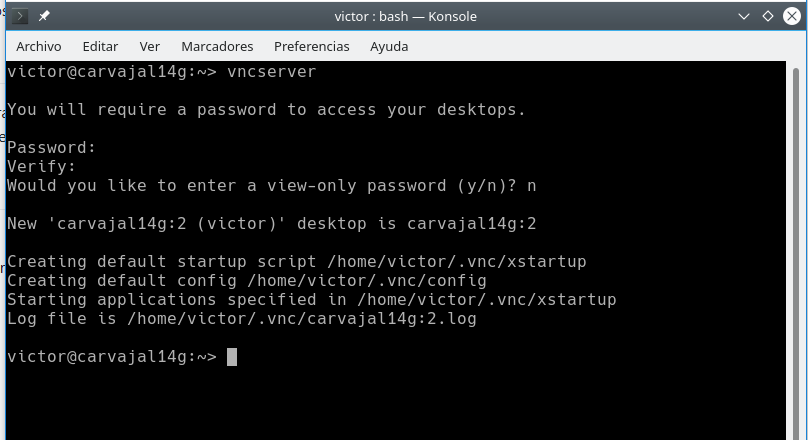 victor : bash — Konsole
Archivo Editar Ver Marcadores Preferencias Ayuda
victor@carvajal14g:~> vncserver
You will require a password to access your desktops.
Password:
Verify:
Would you like to enter a view-only password (y/n)? n
New 'carvajal14g:2 (victor)' desktop is carvajal14g:2
Creating default startup script /home/victor/.vnc/xstartup
Creating default config /home/victor/.vnc/config
Starting applications specified in /home/victor/.vnc/xstartup
Log file is /home/victor/.vnc/carvajal14g:2.log
victor@carvajal14g:~>